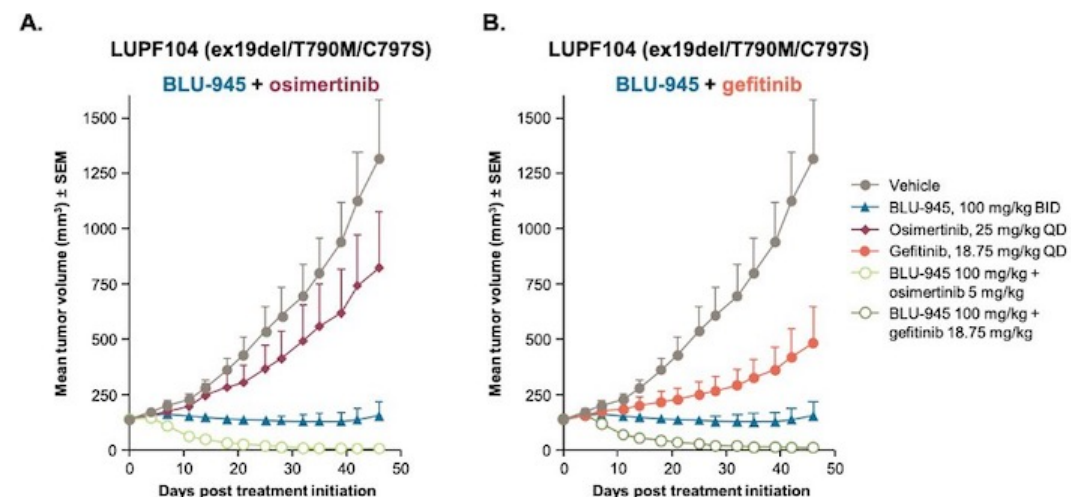 A.
LUPF104 (ex19del/T790M/C797S)
BLU-945 + osimertinib
Mean tumor volume (mm³) ± SEM
1500
1250
1000
750
500
250
0
0 10 20 30 40 50
Days post treatment initiation
B.
LUPF104 (ex19del/T790M/C797S)
BLU-945 + gefitinib
Mean tumor volume (mm³) ± SEM
1500
1250
1000
750
500
250
0
0 10 20 30 40 50
Days post treatment initiation
Vehicle
BLU-945, 100 mg/kg BID
Osimertinib, 25 mg/kg QD
Gefitinib, 18.75 mg/kg QD
BLU-945 100 mg/kg +
osimertinib 5 mg/kg
BLU-945 100 mg/kg +
gefitinib 18.75 mg/kg